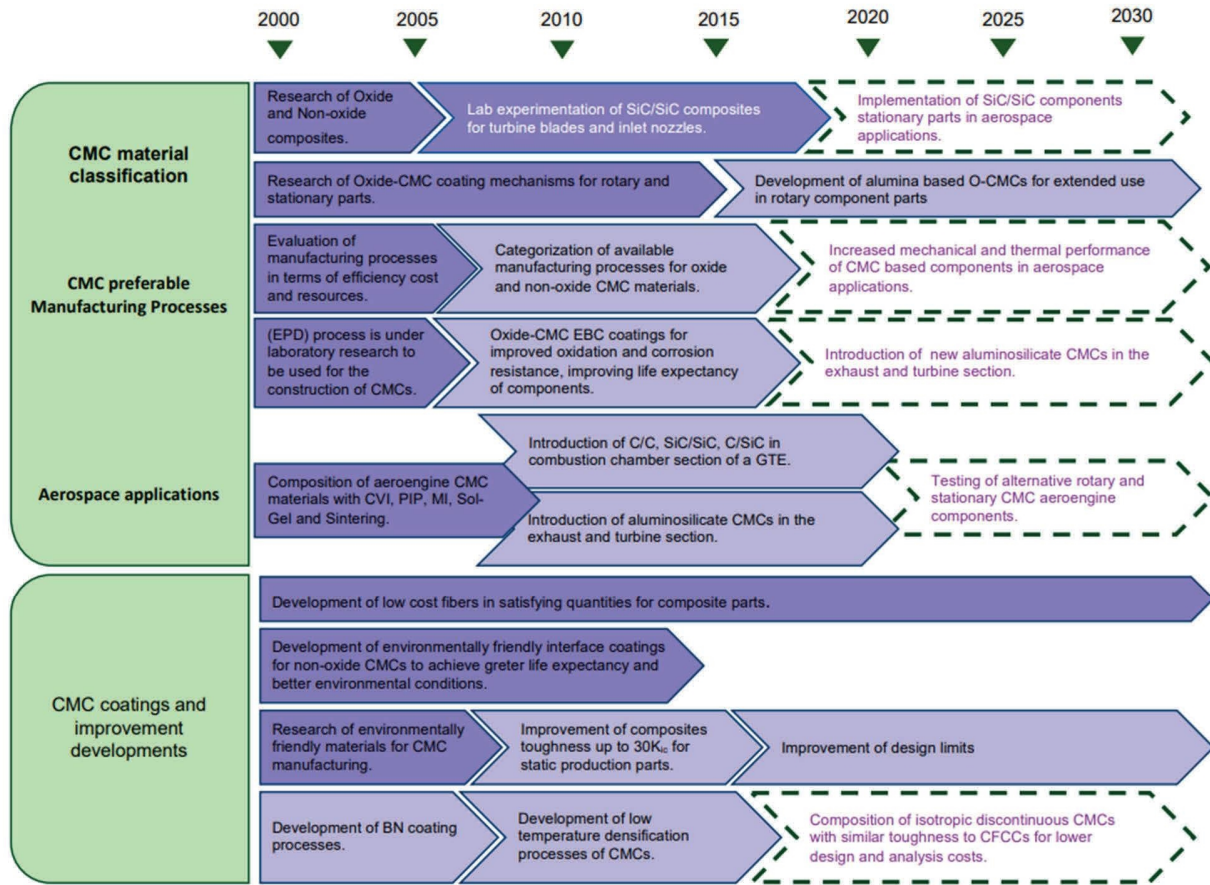 2000 2005 2010 2015 2020 2025 2030
CMC material
classification
Research of Oxide
and Non-oxide
composites.
Lab experimentation of SiC/SiC composites
for turbine blades and inlet nozzles.
Implementation of SiC/SiC components
stationary parts in aerospace
applications.
Research of Oxide-CMC coating mechanisms for rotary and
stationary parts.
Development of alumina based O-CMCs for extended use
in rotary component parts
CMC preferable
Manufacturing Processes
Evaluation of
manufacturing processes
in terms of efficiency cost
and resources.
Categorization of available
manufacturing processes for oxide
and non-oxide CMC materials.
Increased mechanical and thermal performance
of CMC based components in aerospace
applications.
(EPD) process is under
laboratory research to
be used for the
construction of CMCs.
Oxide-CMC EBC coatings for
improved oxidation and corrosion
resistance, improving life expectancy
of components.
Introduction of new aluminosilicate CMCs in the
exhaust and turbine section.
Aerospace applications
Composition of aeroengine CMC
materials with CVI, PIP, MI, Sol-
Gel and Sintering.
Introduction of C/C, SiC/SiC, C/SiC in
combustion chamber section of a GTE.
Introduction of aluminosilicate CMCs in the
exhaust and turbine section.
Testing of alternative rotary and
stationary CMC aeroengine
components.
CMC coatings and
improvement
developments
Development of low cost fibers in satisfying quantities for composite parts.
Development of environmentally friendly interface coatings
for non-oxide CMCs to achieve greter life expectancy and
better environmental conditions.
Research of environmentally
friendly materials for CMC
manufacturing.
Improvement of composites
toughness up to 30Kic for
static production parts.
Improvement of design limits
Development of BN coating
processes.
Development of low
temperature densification
processes of CMCs.
Composition of isotropic discontinuous CMCs
with similar toughness to CFCCs for lower
design and analysis costs.